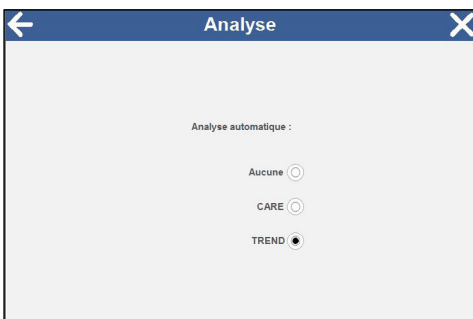 Analyse
Analyse automatique :
Aucune
CARE
TREND